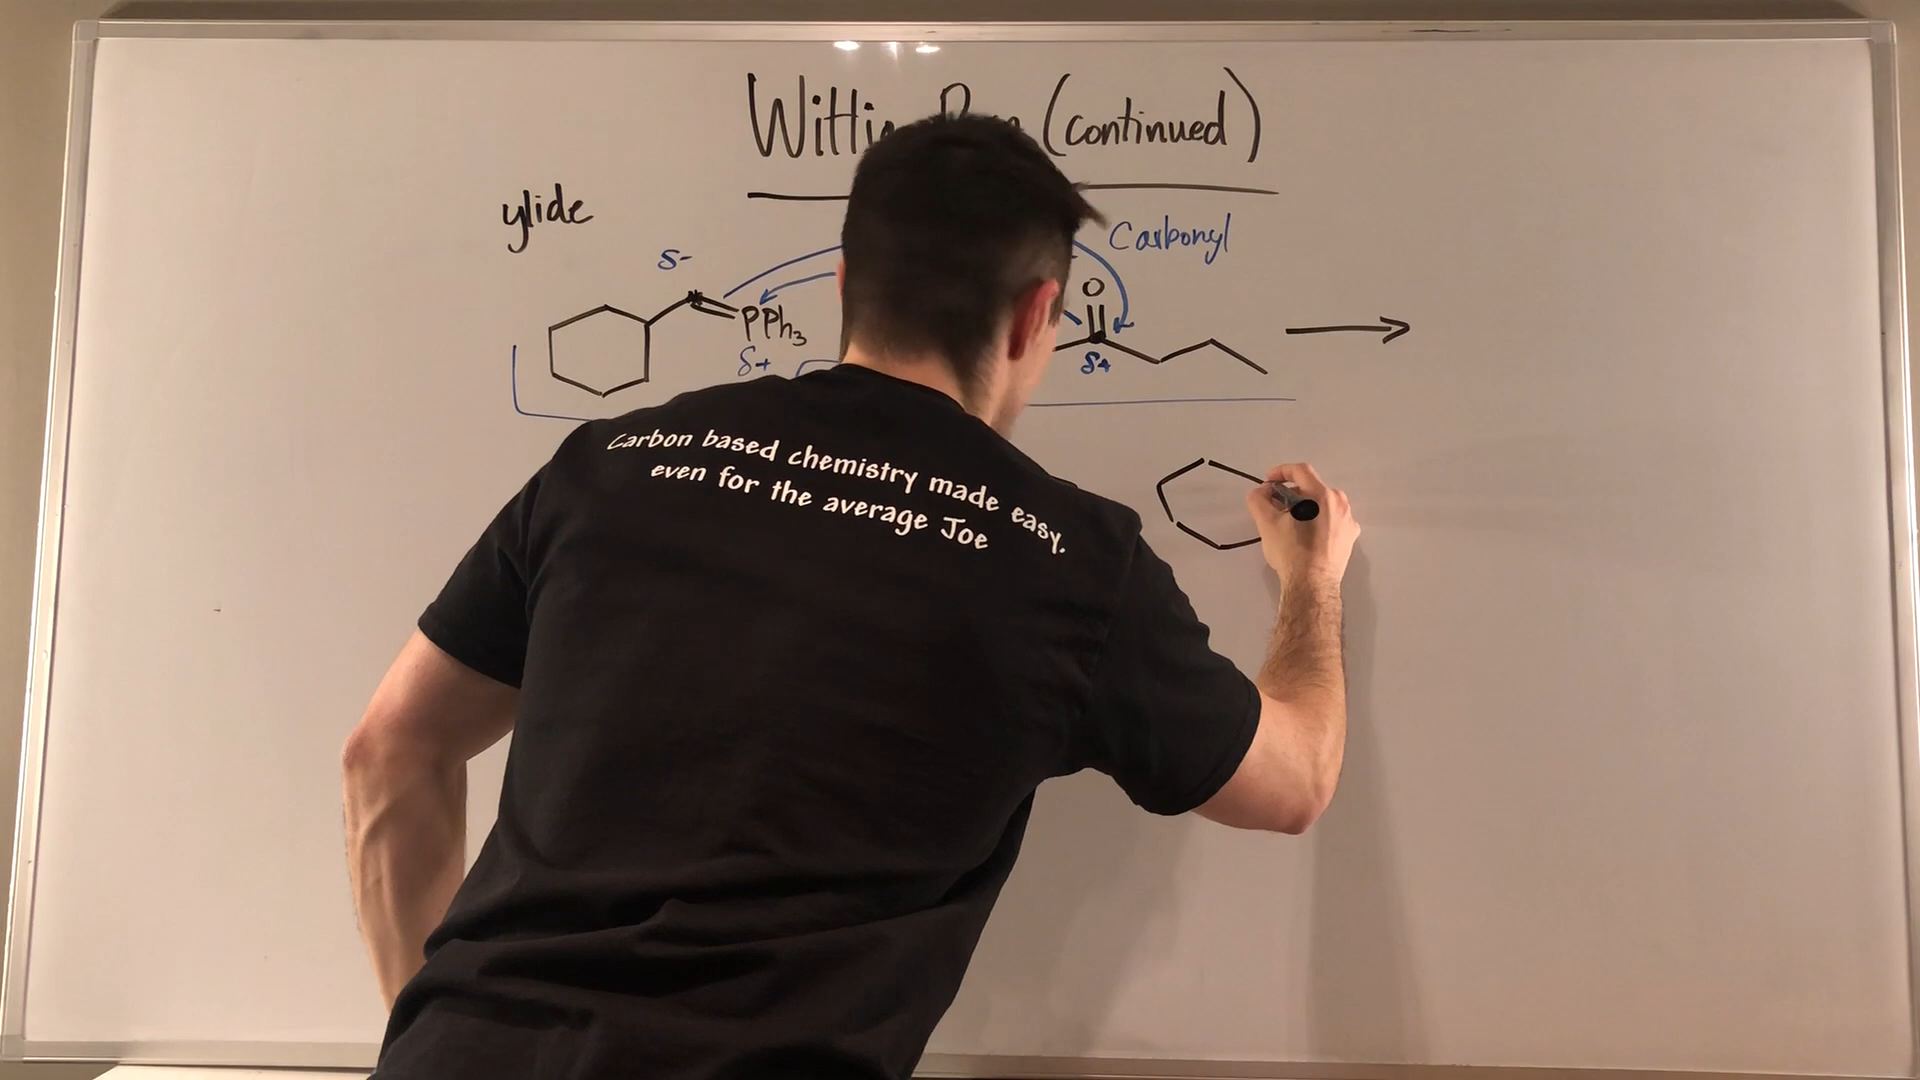 (continued)
ylide
Carbonyl
δ-
O
PPh₃
δ+
δ+
Carbon based chemistry made easy.
even for the average Joe